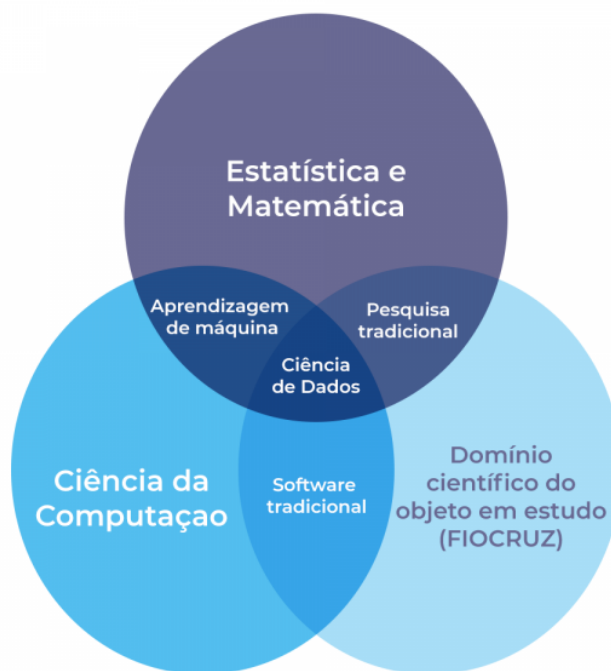 Estatística e
Matemática
Aprendizagem
de máquina
Pesquisa
tradicional
Ciência
de Dados
Ciência da
Computaçao
Software
tradicional
Domínio
científico do
objeto em estudo
(FIOCRUZ)